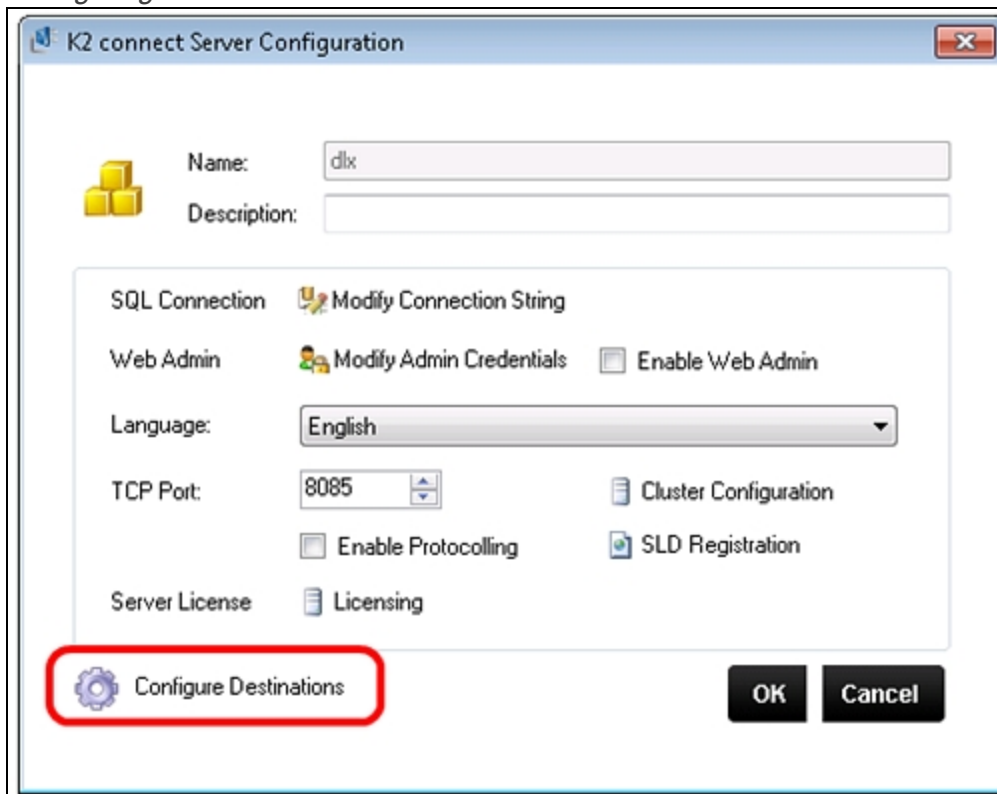 K2 connect Server Configuration
Name: dlx
Description:
SQL Connection Modify Connection String
Web Admin Modify Admin Credentials Enable Web Admin
Language: English
TCP Port: 8085 Cluster Configuration
Enable Protocolling SLD Registration
Server License Licensing
Configure Destinations OK Cancel